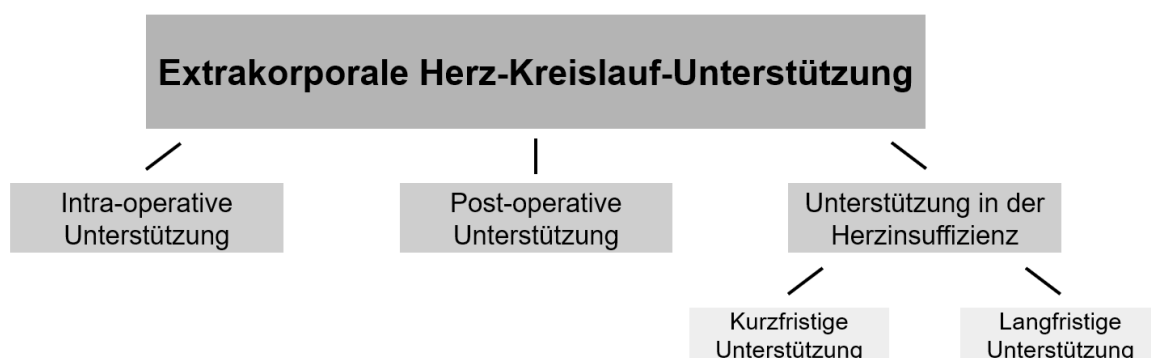 Extrakorporale Herz-Kreislauf-Unterstützung
Intra-operative
Unterstützung
Post-operative
Unterstützung
Unterstützung in der
Herzinsuffizienz
Kurzfristige
Unterstützung
Langfristige
Unterstützung